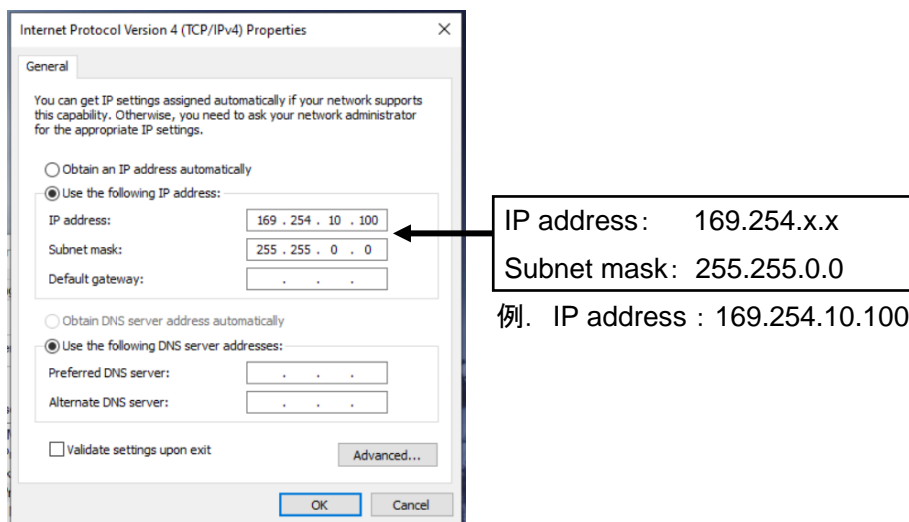 Internet Protocol Version 4 (TCP/IPv4) Properties
General
You can get IP settings assigned automatically if your network supports
this capability. Otherwise, you need to ask your network administrator
for the appropriate IP settings.
Obtain an IP address automatically
Use the following IP address:
IP address: 169 . 254 . 10 . 100
Subnet mask: 255 . 255 . 0 . 0
Default gateway: . . .
Obtain DNS server address automatically
Use the following DNS server addresses:
Preferred DNS server: . . .
Alternate DNS server: . . .
Validate settings upon exit
Advanced...
OK Cancel
IP address： 169.254.x.x
Subnet mask：255.255.0.0
例．IP address：169.254.10.100